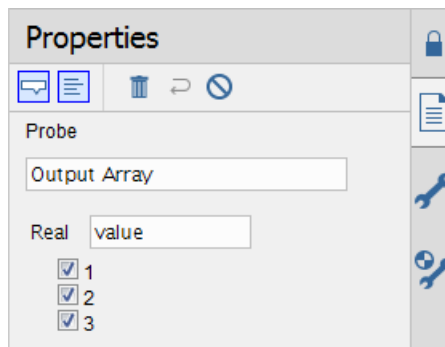 Properties
Probe
Output Array
Real value
1
2
3